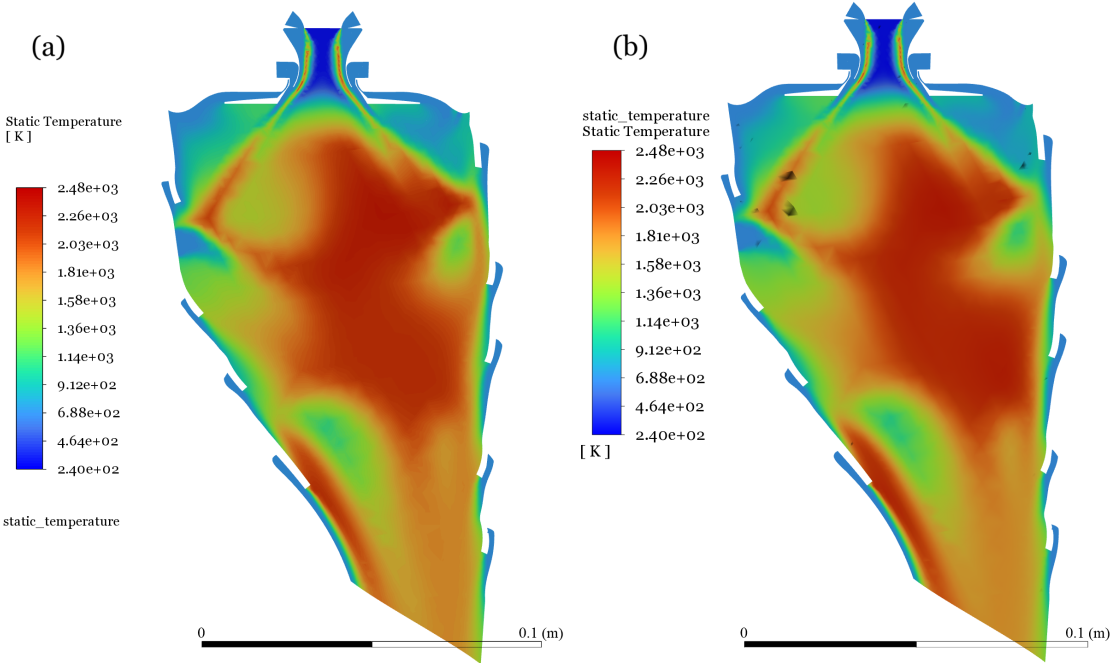 (a)
Static Temperature
[ K ]
2.48e+03
2.26e+03
2.03e+03
1.81e+03
1.58e+03
1.36e+03
1.14e+03
9.12e+02
6.88e+02
4.64e+02
2.40e+02
static_temperature
0 0.1 (m)
(b)
static_temperature
Static Temperature
2.48e+03
2.26e+03
2.03e+03
1.81e+03
1.58e+03
1.36e+03
1.14e+03
9.12e+02
6.88e+02
4.64e+02
2.40e+02
[ K ]
0 0.1 (m)